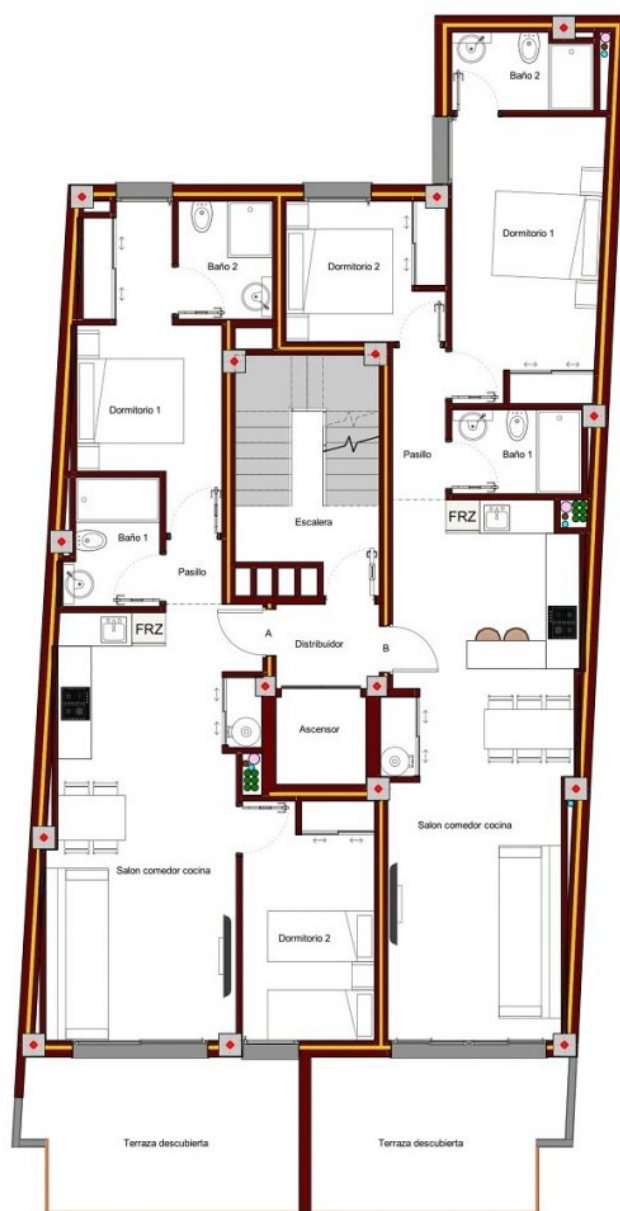 Baño 2
Dormitorio 1
Baño 2
Dormitorio 2
Dormitorio 1
Baño 1
Pasillo
FRZ
Escalera
Baño 1
Pasillo
FRZ
A
Distribuidor
B
Ascensor
Salon comedor cocina
Salon comedor cocina
Dormitorio 2
Terraza descubierta
Terraza descubierta